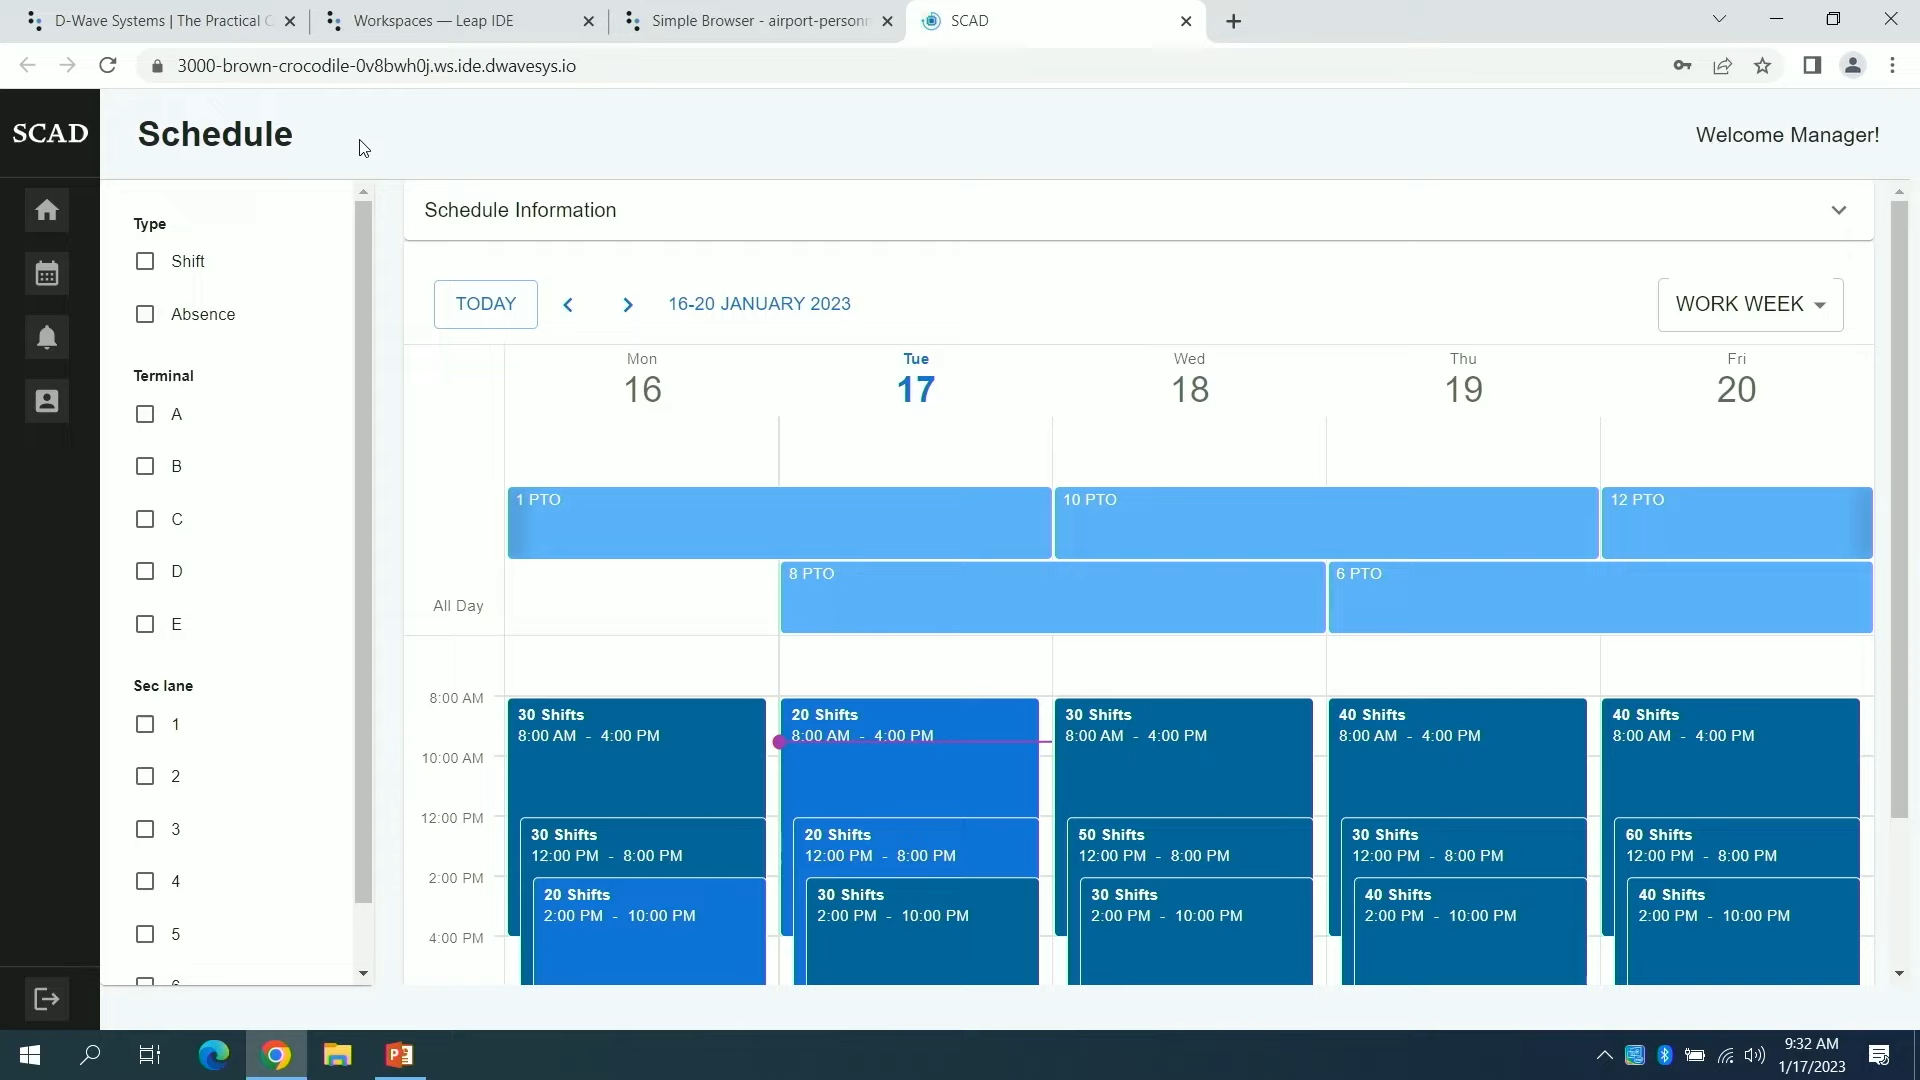 D-Wave Systems | The Practical C
Workspaces — Leap IDE
Simple Browser - airport-personn
SCAD
3000-brown-crocodile-0v8bwh0j.ws.ide.dwavesys.io
SCAD
Schedule
Welcome Manager!
Type
Shift
Absence
Terminal
A
B
C
D
E
Sec lane
1
2
3
4
5
Schedule Information
TODAY
16-20 JANUARY 2023
WORK WEEK
Mon
16
Tue
17
Wed
18
Thu
19
Fri
20
1 PTO
10 PTO
12 PTO
8 PTO
6 PTO
All Day
8:00 AM
10:00 AM
12:00 PM
2:00 PM
4:00 PM
30 Shifts
8:00 AM - 4:00 PM
30 Shifts
12:00 PM - 8:00 PM
20 Shifts
2:00 PM - 10:00 PM
20 Shifts
8:00 AM - 4:00 PM
20 Shifts
12:00 PM - 8:00 PM
30 Shifts
2:00 PM - 10:00 PM
30 Shifts
8:00 AM - 4:00 PM
50 Shifts
12:00 PM - 8:00 PM
30 Shifts
2:00 PM - 10:00 PM
40 Shifts
8:00 AM - 4:00 PM
30 Shifts
12:00 PM - 8:00 PM
40 Shifts
2:00 PM - 10:00 PM
40 Shifts
8:00 AM - 4:00 PM
60 Shifts
12:00 PM - 8:00 PM
40 Shifts
2:00 PM - 10:00 PM
9:32 AM
1/17/2023